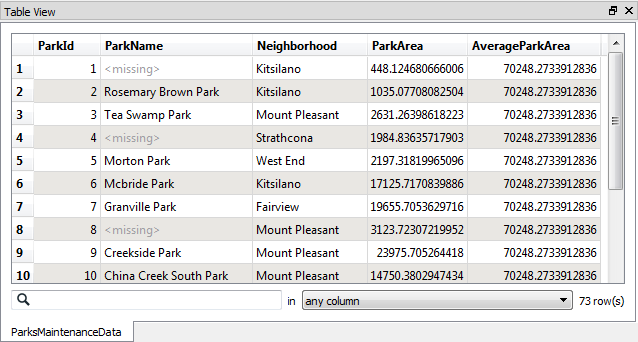 Table View
ParkId ParkName Neighborhood ParkArea AverageParkArea
1 1 <missing> Kitsilano 448.124680666006 70248.2733912836
2 2 Rosemary Brown Park Kitsilano 1035.07708082504 70248.2733912836
3 3 Tea Swamp Park Mount Pleasant 2631.26398618223 70248.2733912836
4 4 <missing> Strathcona 1984.83635717903 70248.2733912836
5 5 Morton Park West End 2197.31819965096 70248.2733912836
6 6 Mcbride Park Kitsilano 17125.7170839886 70248.2733912836
7 7 Granville Park Fairview 19655.7053629716 70248.2733912836
8 8 <missing> Mount Pleasant 3123.72307219952 70248.2733912836
9 9 Creekside Park Mount Pleasant 23975.705264418 70248.2733912836
10 10 China Creek South Park Mount Pleasant 14750.3802947434 70248.2733912836
in any column 73 row(s)
ParksMaintenanceData